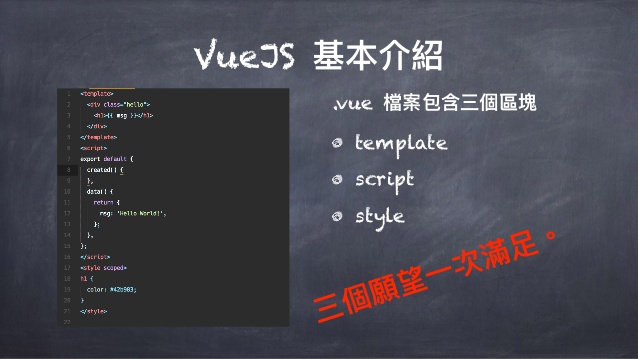 VueJS 基本介紹
1 <template>
2 <div class="hello">
3 <h1>{{ msg }}</h1>
4 </div>
5 </template>
6 <script>
7 export default {
8 created() {
9 },
10 data() {
11 return {
12 msg: 'Hello World!',
13 };
14 },
15 };
16 </script>
17 <style scoped>
18 h1 {
19 color: #42b983;
20 }
21 </style>
22
.vue 檔案包含三個區塊
template
script
style
三個願望一次滿足。